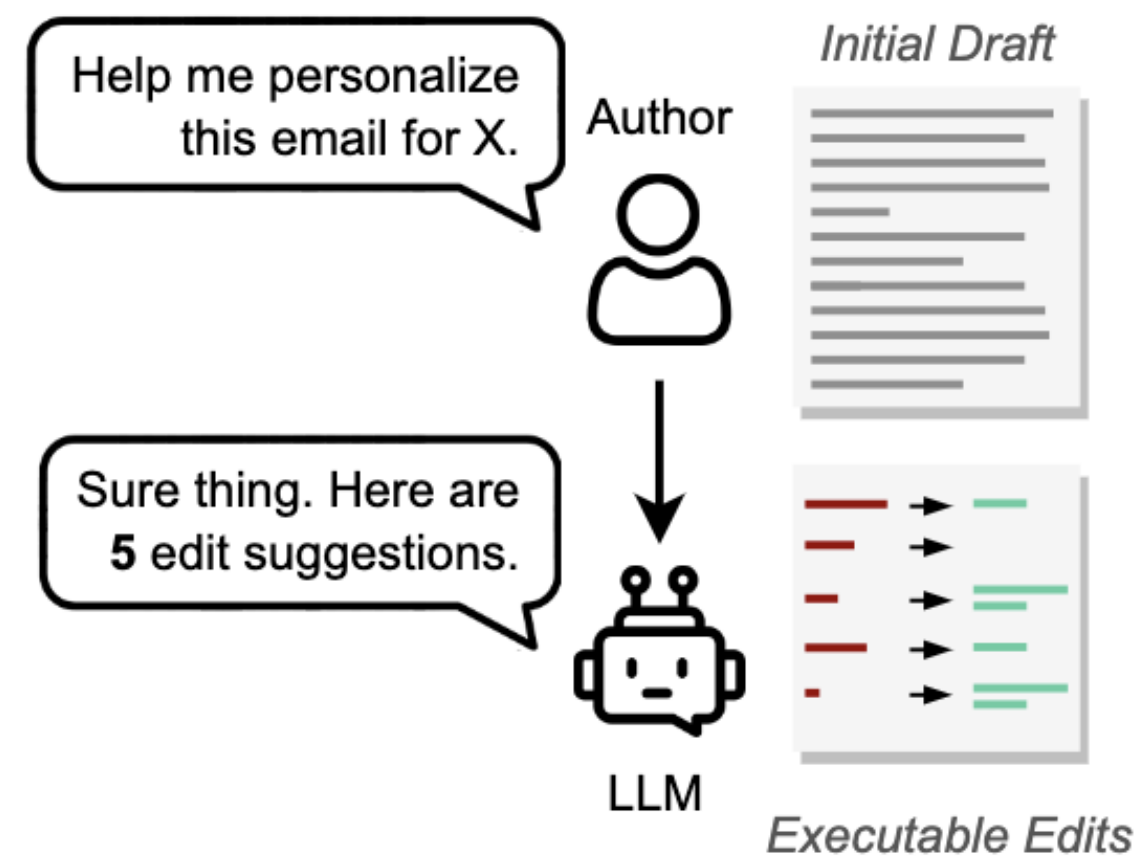 Initial Draft
Help me personalize
this email for X.
Author
Sure thing. Here are
5 edit suggestions.
LLM
Executable Edits